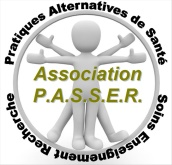 Pratiques Alternatives de Santé
Association
P.A.S.S.E.R.
Soins Enseignement Recherche